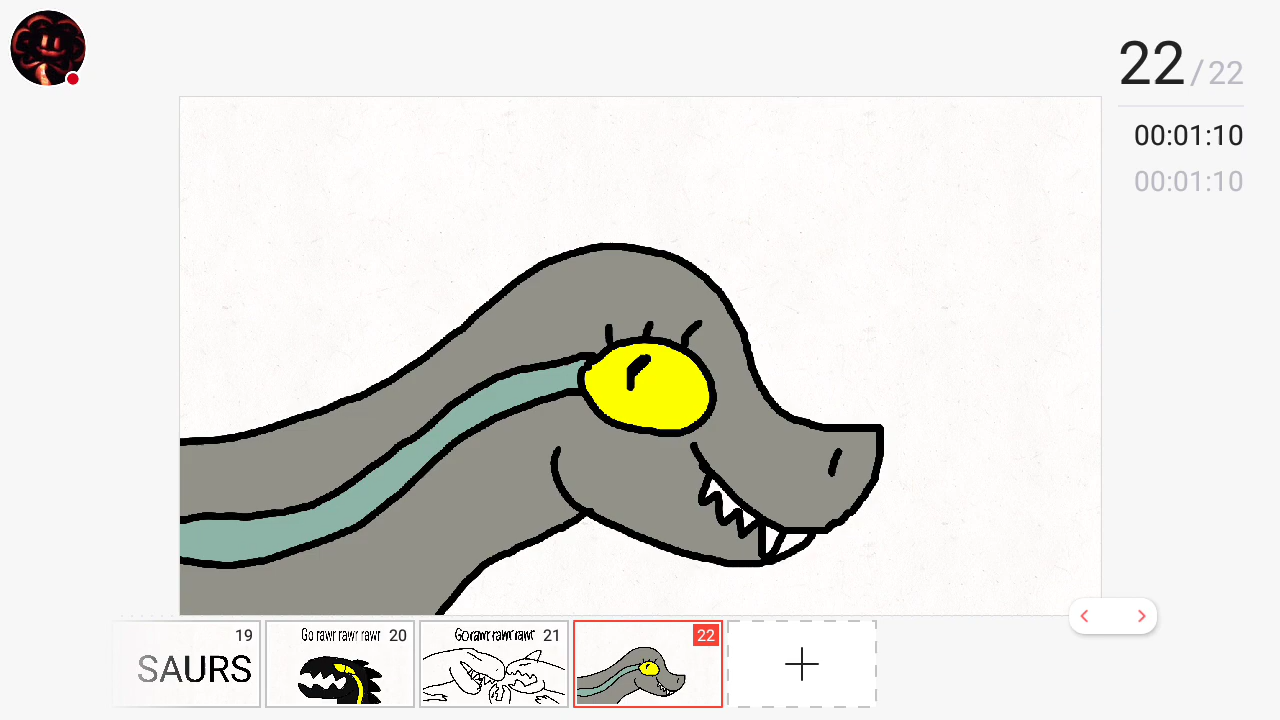 22/22
00:01:10
00:01:10
19
SAURS
Go rawr rawr rawr 20
Go rawr rawr rawr 21
22